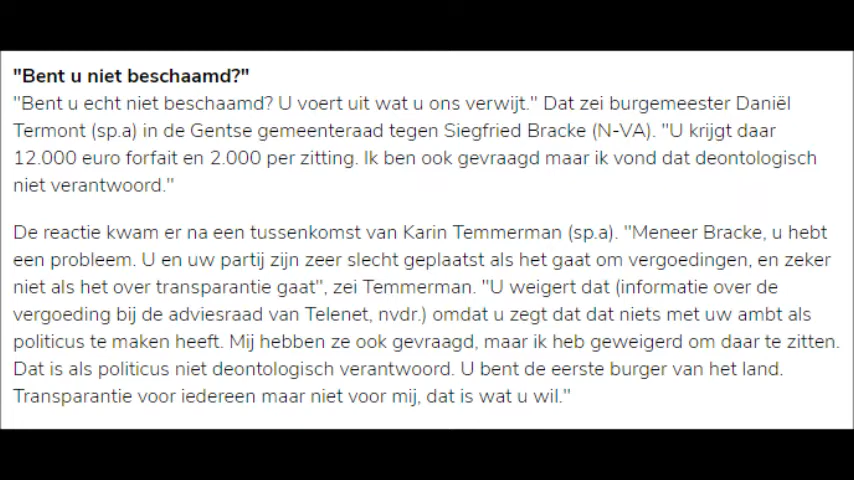 "Bent u niet beschaamd?"
"Bent u echt niet beschaamd? U voert uit wat u ons verwijt." Dat zei burgemeester Daniël
Termont (sp.a) in de Gentse gemeenteraad tegen Siegfried Bracke (N-VA). "U krijgt daar
12.000 euro forfait en 2.000 per zitting. Ik ben ook gevraagd maar ik vond dat deontologisch
niet verantwoord."
De reactie kwam er na een tussenkomst van Karin Temmerman (sp.a). "Meneer Bracke, u hebt
een probleem. U en uw partij zijn zeer slecht geplaatst als het gaat om vergoedingen, en zeker
niet als het over transparantie gaat", zei Temmerman. "U weigert dat (informatie over de
vergoeding bij de adviesraad van Telenet, nvdr.) omdat u zegt dat dat niets met uw ambt als
politicus te maken heeft. Mij hebben ze ook gevraagd, maar ik heb geweigerd om daar te zitten.
Dat is als politicus niet deontologisch verantwoord. U bent de eerste burger van het land.
Transparantie voor iedereen maar niet voor mij, dat is wat u wil."